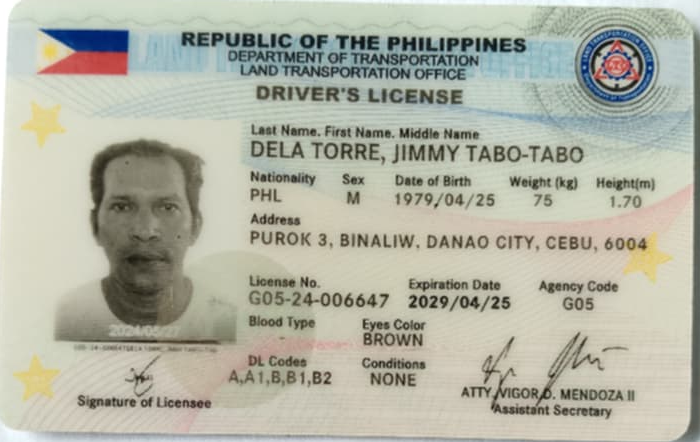 REPUBLIC OF THE PHILIPPINES
DEPARTMENT OF TRANSPORTATION
LAND TRANSPORTATION OFFICE
DRIVER'S LICENSE
Last Name. First Name. Middle Name
DELA TORRE, JIMMY TABO-TABO
Nationality Sex Date of Birth Weight (kg) Height(m)
PHL M 1979/04/25 75 1.70
Address
PUROK 3, BINALIW, DANAO CITY, CEBU, 6004
License No. Expiration Date Agency Code
G05-24-006647 2029/04/25 G05
Blood Type Eyes Color
- BROWN
DL Codes Conditions
A,A1,B,B1,B2 NONE
2024/05/27
Signature of Licensee
ATTY. VIGOR D. MENDOZA II
Assistant Secretary